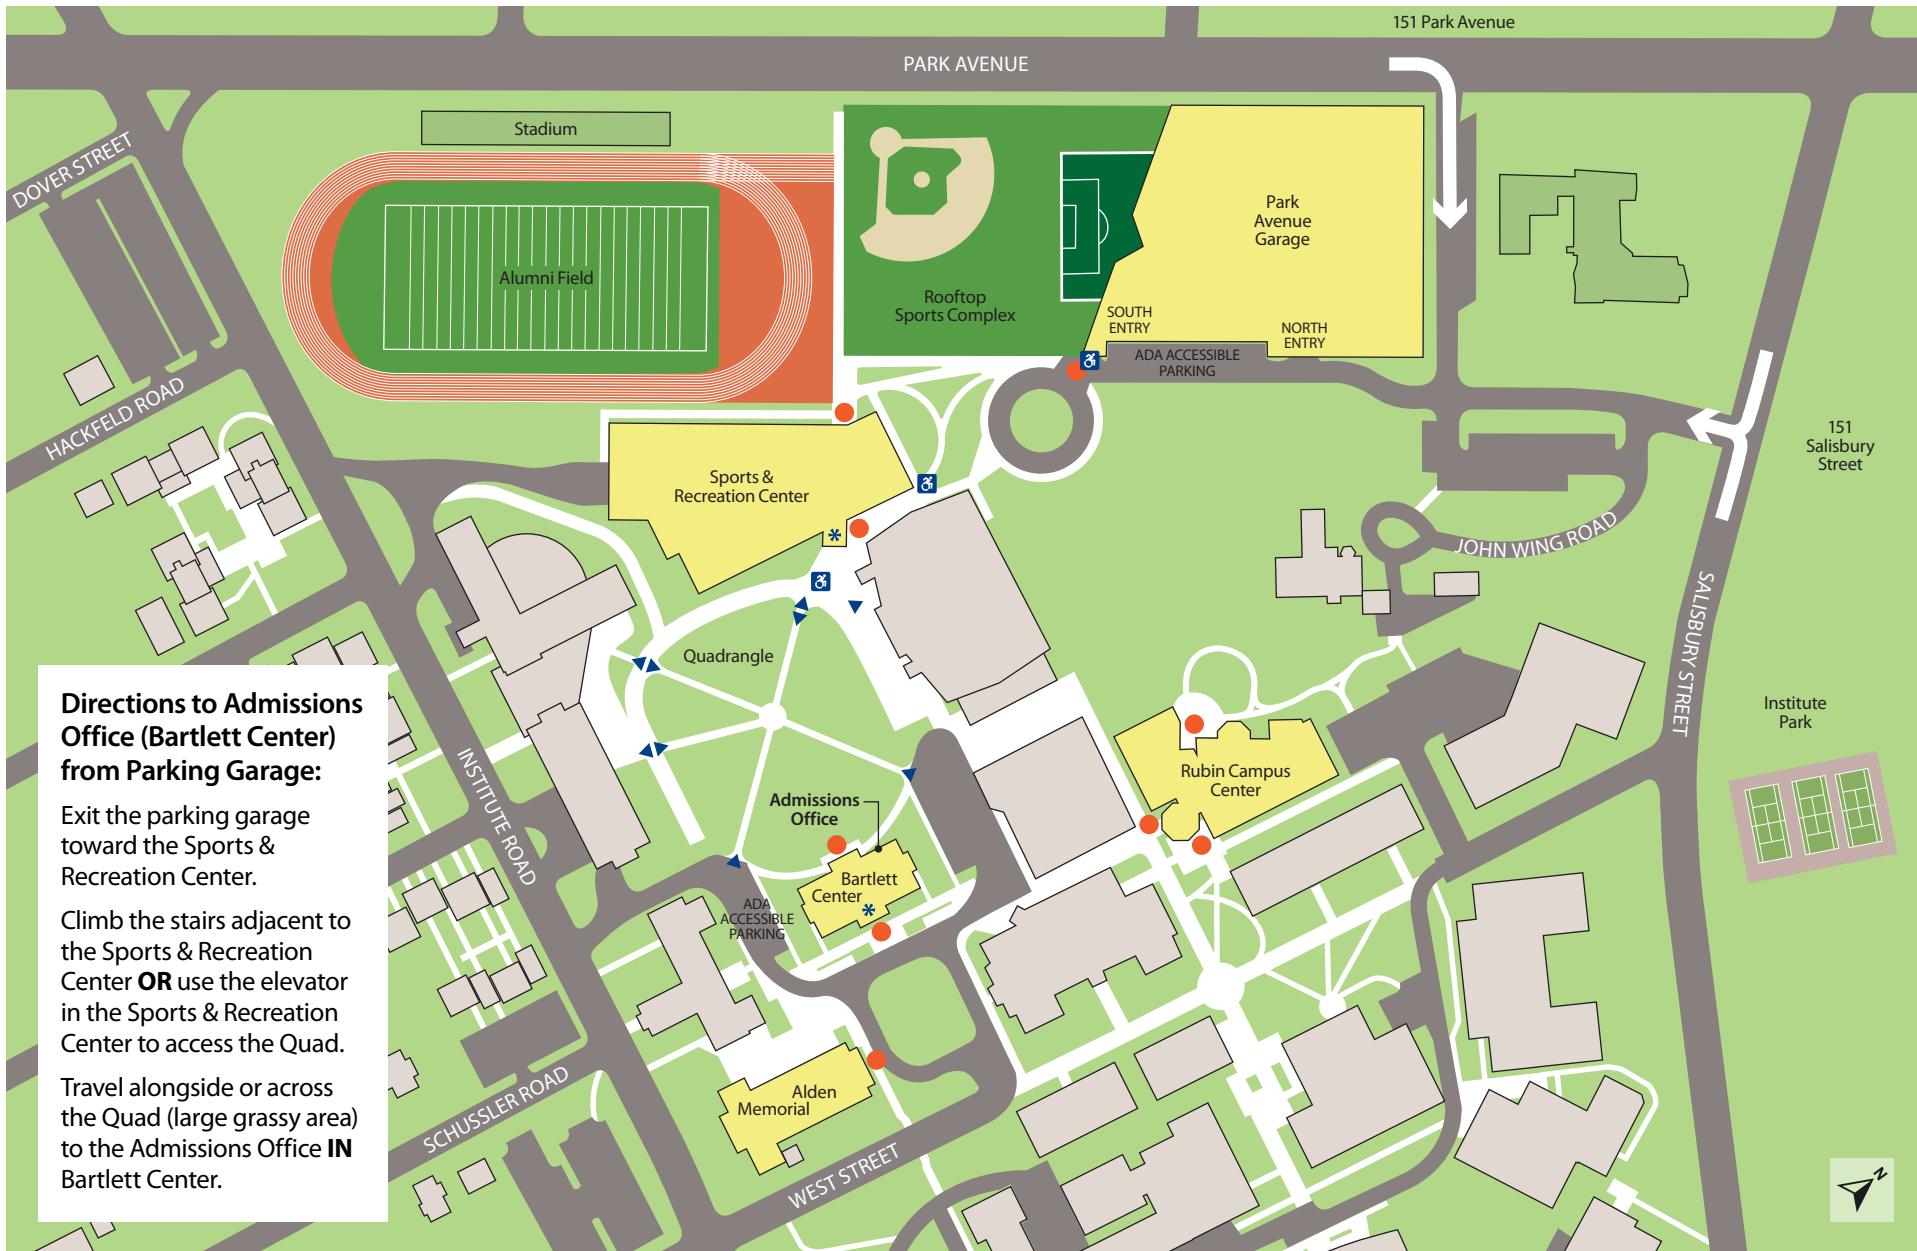 151 Park Avenue
PARK AVENUE
Stadium
DOVER STREET
Alumni Field
Park
Avenue
Garage
Rooftop
Sports Complex
SOUTH
ENTRY
NORTH
ENTRY
ADA ACCESSIBLE
PARKING
HACKFELD ROAD
151
Salisbury
Street
Sports &
Recreation Center
*
JOHN WING ROAD
SALISBURY STREET
Quadrangle
Institute
Park
Directions to Admissions
Office (Bartlett Center)
from Parking Garage:
Exit the parking garage
toward the Sports &
Recreation Center.
Climb the stairs adjacent to
the Sports & Recreation
Center OR use the elevator
in the Sports & Recreation
Center to access the Quad.
Travel alongside or across
the Quad (large grassy area)
to the Admissions Office IN
Bartlett Center.
INSTITUTE ROAD
Rubin Campus
Center
Admissions
Office
Bartlett
Center
*
ADA
ACCESSIBLE
PARKING
Alden
Memorial
SCHUSSLER ROAD
WEST STREET
N